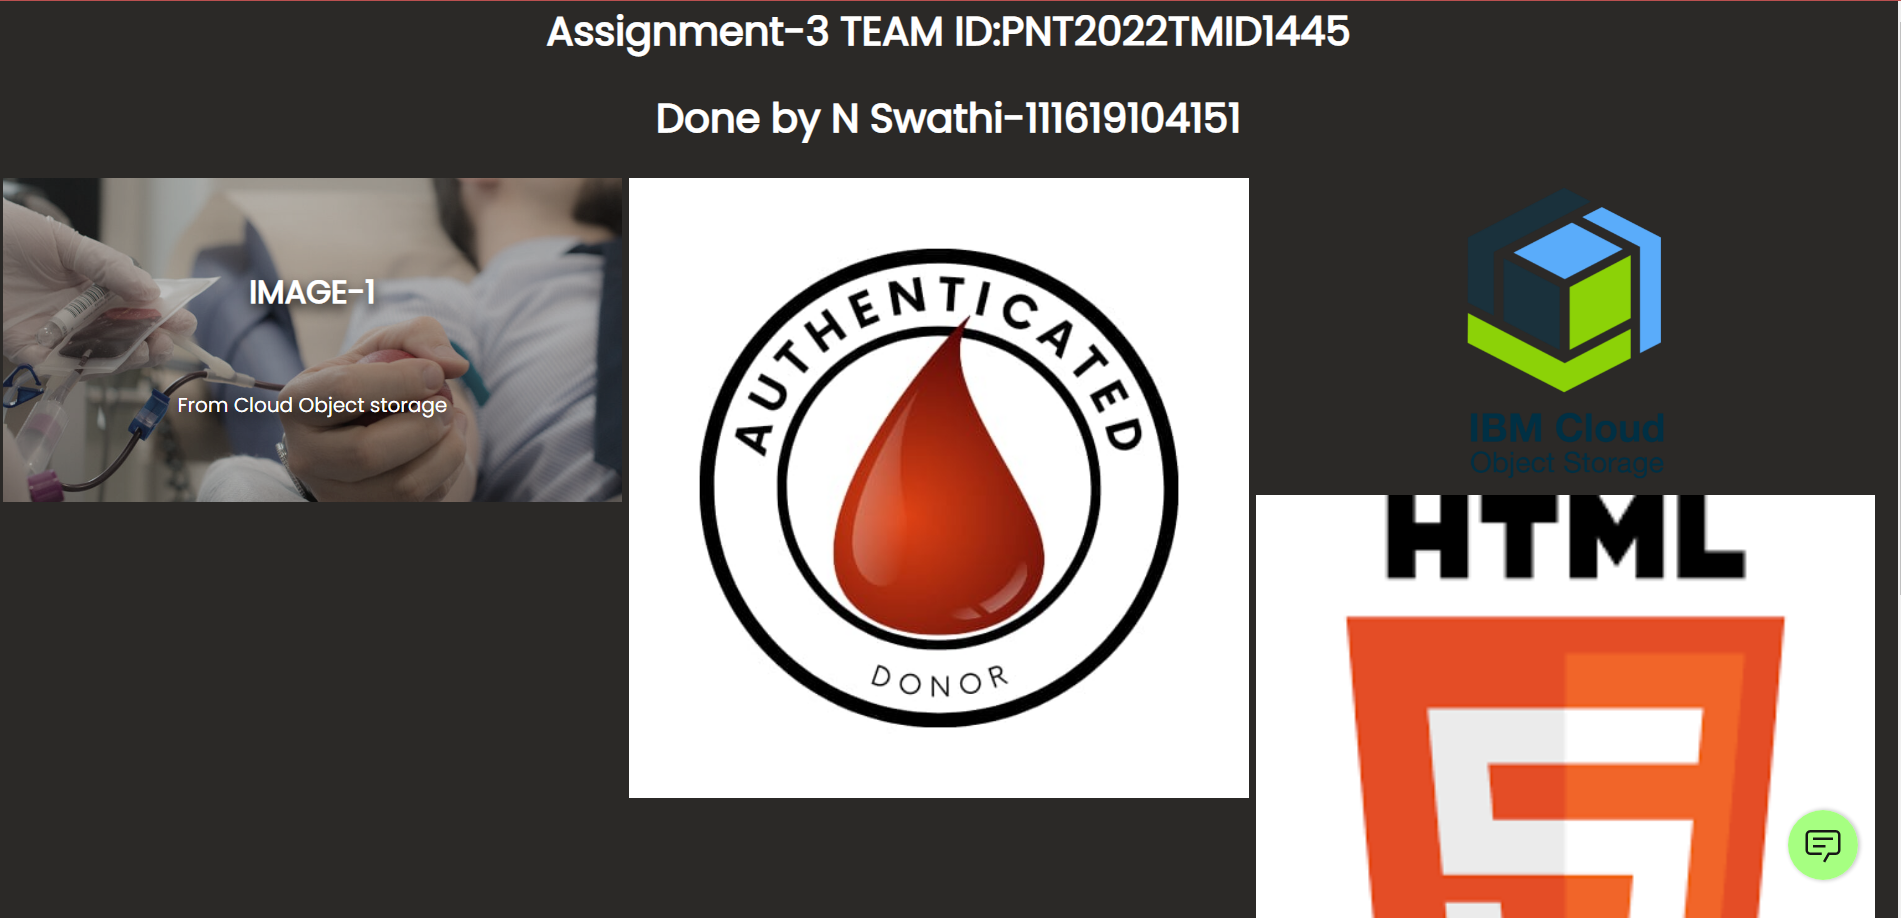 Assignment-3 TEAM ID:PNT2022TMID1445
Done by N Swathi-111619104151
IMAGE-1
From Cloud Object storage
AUTHENTICATED
DONOR
IBM Cloud
Object Storage
HTML